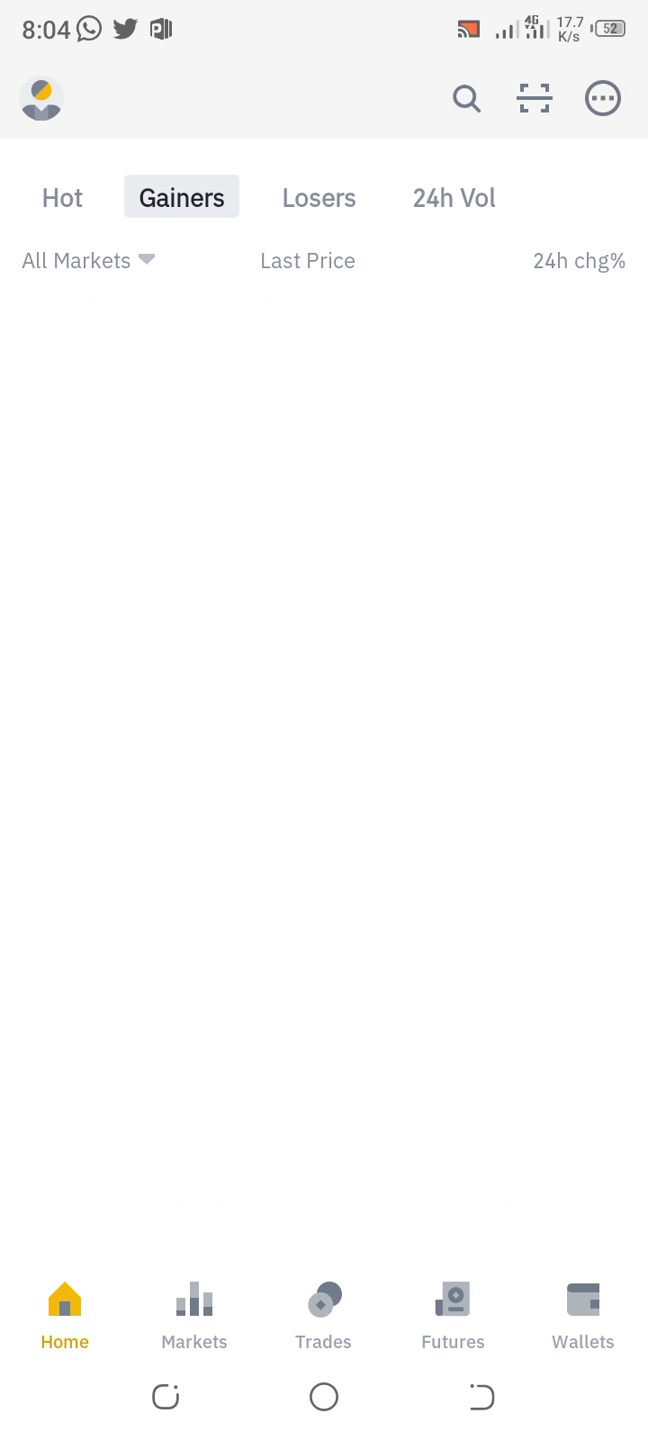 8:04 4G 17.7 K/s 52
Hot Gainers Losers 24h Vol
All Markets Last Price 24h chg%
Home Markets Trades Futures Wallets